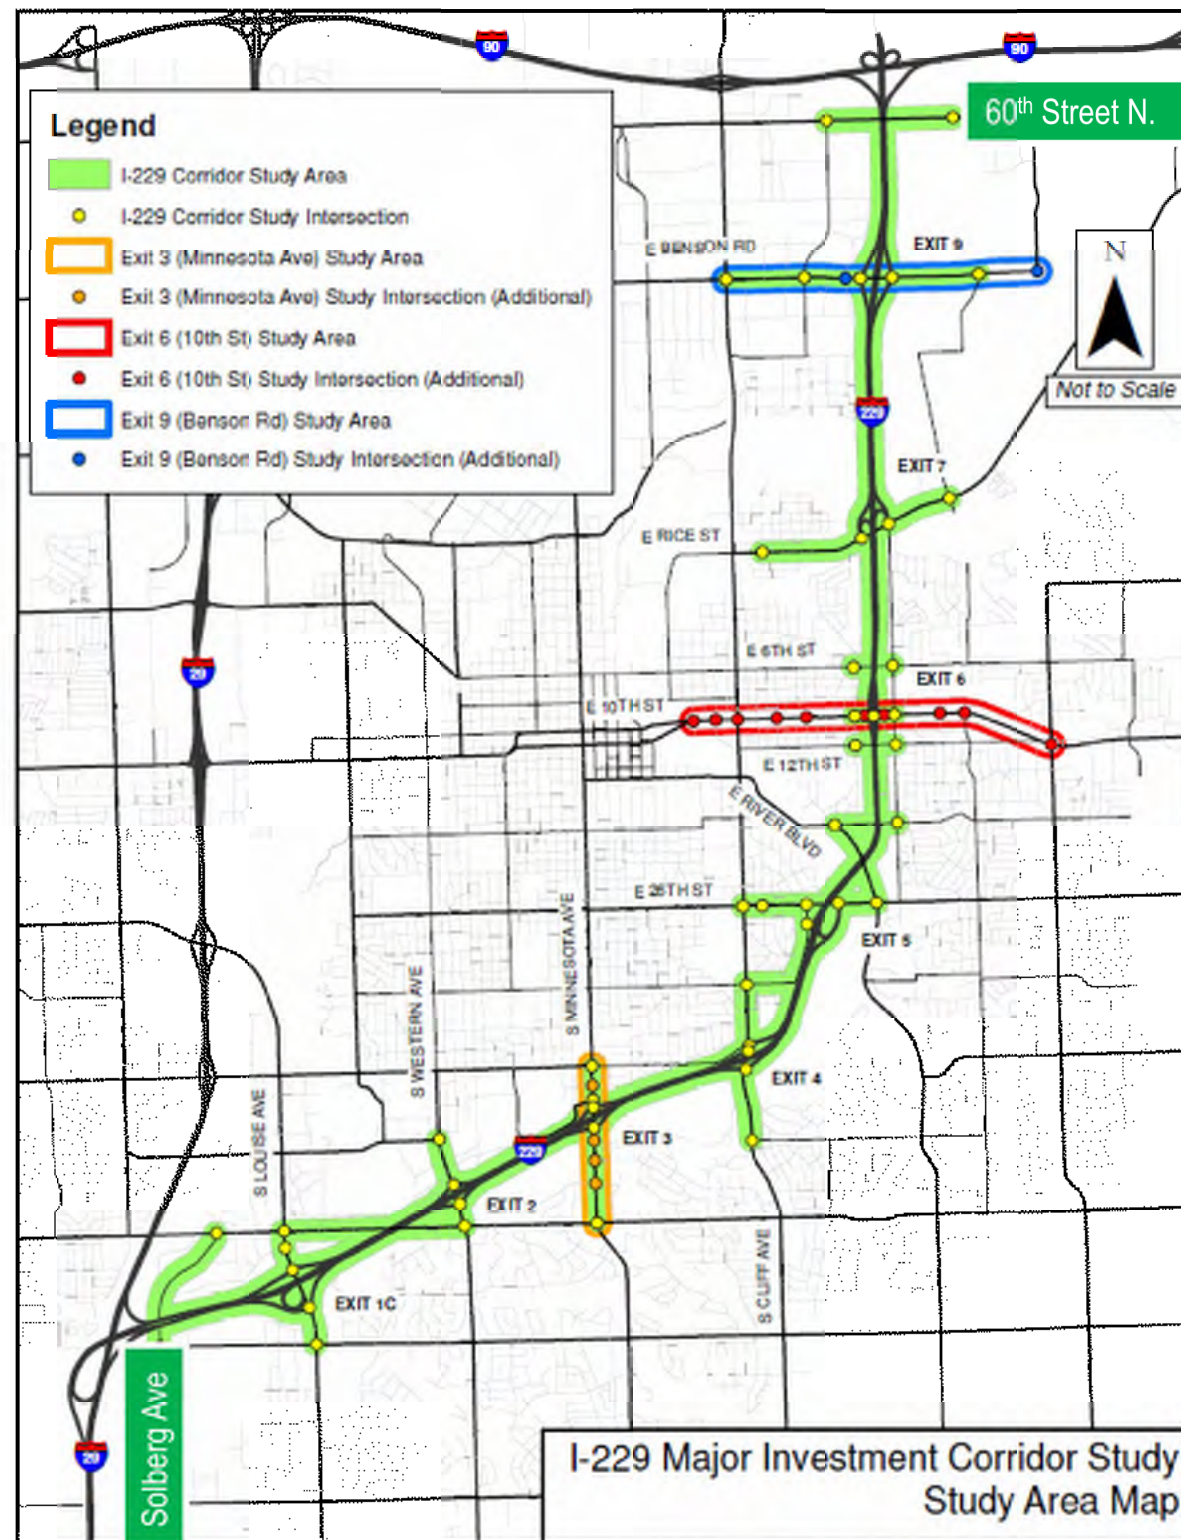 90
90
60th Street N.
Legend
I-229 Corridor Study Area
I-229 Corridor Study Intersection
Exit 3 (Minnesota Ave) Study Area
Exit 3 (Minnesota Ave) Study Intersection (Additional)
Exit 6 (10th St) Study Area
Exit 6 (10th St) Study Intersection (Additional)
Exit 9 (Benson Rd) Study Area
Exit 9 (Benson Rd) Study Intersection (Additional)
E BENSON RD
EXIT 9
N
Not to Scale
229
EXIT 7
E RICE ST
E 6TH ST
29
EXIT 6
E 10TH ST
E 12TH ST
E RIVER BLVD
E 26TH ST
S MINNESOTA AVE
EXIT 5
S WESTERN AVE
EXIT 4
S LOUISE AVE
EXIT 3
229
EXIT 2
S CLIFF AVE
EXIT 1C
Solberg Ave
29
I-229 Major Investment Corridor Study
Study Area Map